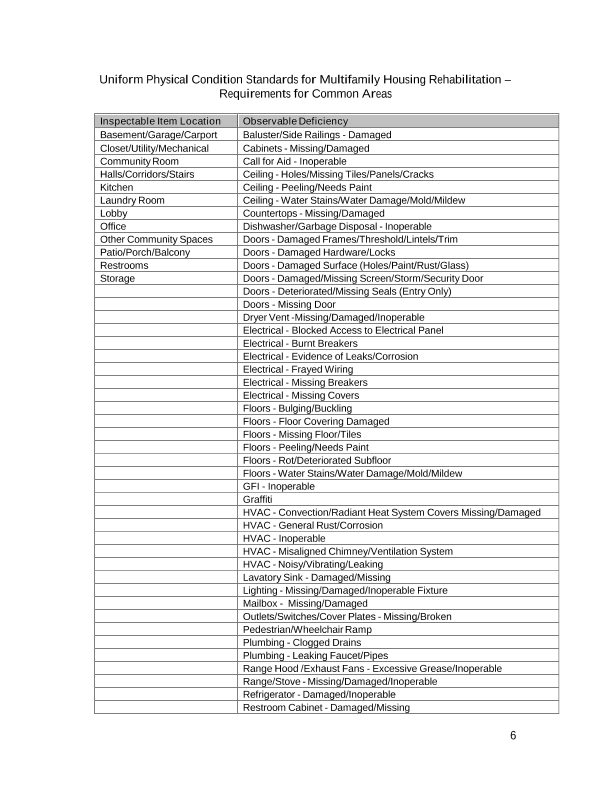 Uniform Physical Condition Standards for Multifamily Housing Rehabilitation –
Requirements for Common Areas
Inspectable Item Location Observable Deficiency
Basement/Garage/Carport Baluster/Side Railings - Damaged
Closet/Utility/Mechanical Cabinets - Missing/Damaged
Community Room Call for Aid - Inoperable
Halls/Corridors/Stairs Ceiling - Holes/Missing Tiles/Panels/Cracks
Kitchen Ceiling - Peeling/Needs Paint
Laundry Room Ceiling - Water Stains/Water Damage/Mold/Mildew
Lobby Countertops - Missing/Damaged
Office Dishwasher/Garbage Disposal - Inoperable
Other Community Spaces Doors - Damaged Frames/Threshold/Lintels/Trim
Patio/Porch/Balcony Doors - Damaged Hardware/Locks
Restrooms Doors - Damaged Surface (Holes/Paint/Rust/Glass)
Storage Doors - Damaged/Missing Screen/Storm/Security Door
Doors - Deteriorated/Missing Seals (Entry Only)
Doors - Missing Door
Dryer Vent -Missing/Damaged/Inoperable
Electrical - Blocked Access to Electrical Panel
Electrical - Burnt Breakers
Electrical - Evidence of Leaks/Corrosion
Electrical - Frayed Wiring
Electrical - Missing Breakers
Electrical - Missing Covers
Floors - Bulging/Buckling
Floors - Floor Covering Damaged
Floors - Missing Floor/Tiles
Floors - Peeling/Needs Paint
Floors - Rot/Deteriorated Subfloor
Floors - Water Stains/Water Damage/Mold/Mildew
GFI - Inoperable
Graffiti
HVAC - Convection/Radiant Heat System Covers Missing/Damaged
HVAC - General Rust/Corrosion
HVAC - Inoperable
HVAC - Misaligned Chimney/Ventilation System
HVAC - Noisy/Vibrating/Leaking
Lavatory Sink - Damaged/Missing
Lighting - Missing/Damaged/Inoperable Fixture
Mailbox - Missing/Damaged
Outlets/Switches/Cover Plates - Missing/Broken
Pedestrian/Wheelchair Ramp
Plumbing - Clogged Drains
Plumbing - Leaking Faucet/Pipes
Range Hood /Exhaust Fans - Excessive Grease/Inoperable
Range/Stove - Missing/Damaged/Inoperable
Refrigerator - Damaged/Inoperable
Restroom Cabinet - Damaged/Missing
6